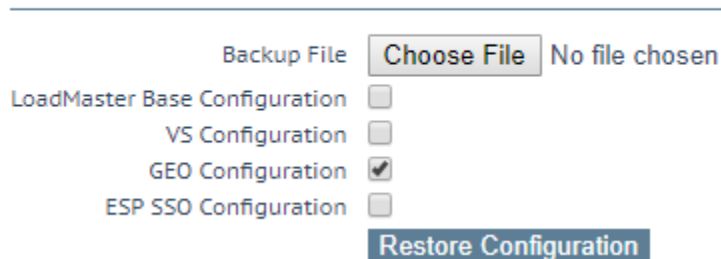 Backup File Choose File No file chosen
LoadMaster Base Configuration
VS Configuration
GEO Configuration
ESP SSO Configuration
Restore Configuration